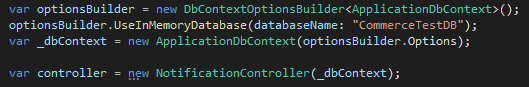 var optionsBuilder = new DbContextOptionsBuilder<ApplicationDbContext>();
optionsBuilder.UseInMemoryDatabase(databaseName: "CommerceTestDB");
var _dbContext = new ApplicationDbContext(optionsBuilder.Options);
var controller = new NotificationController(_dbContext);